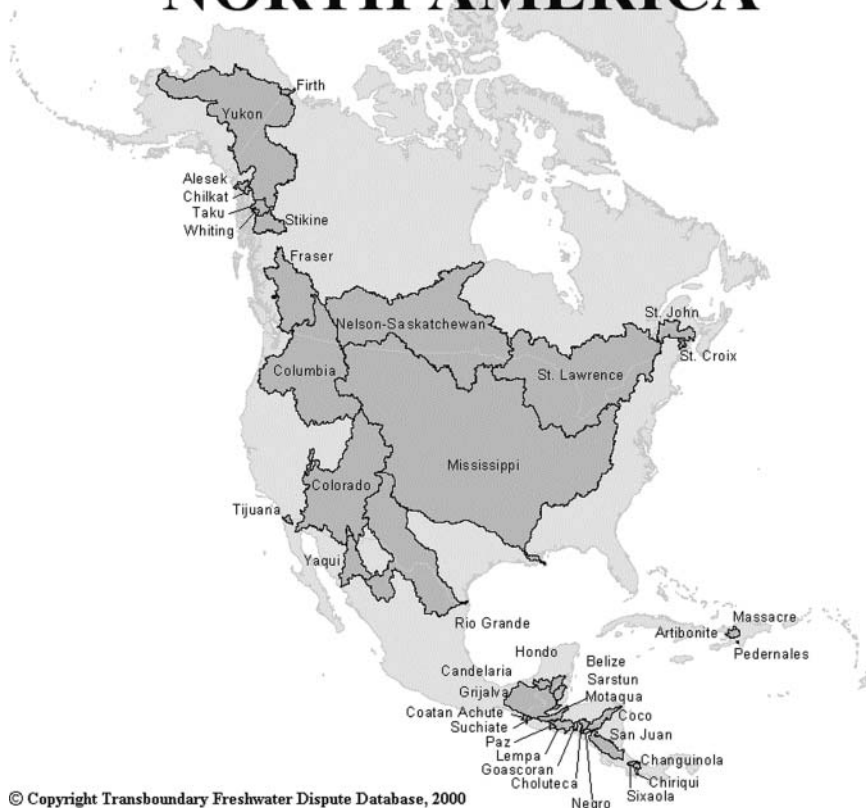 NORTH AMERICA
Firth
Yukon
Alesek
Chilkat
Taku
Whiting
Stikine
Fraser
Nelson-Saskatchewan
St. John
St. Croix
Columbia
St. Lawrence
Mississippi
Colorado
Tijuana
Yaqui
Rio Grande
Massacre
Artibonite
Pedernales
Hondo
Belize
Candelaria
Sarstun
Grijalva
Motaqua
Coatan Achute
Coco
Suchiate
San Juan
Paz
Lempa
Changuinola
Goascoran
Chiriqui
Choluteca
Sixaola
Negro
© Copyright Transboundary Freshwater Dispute Database, 2000